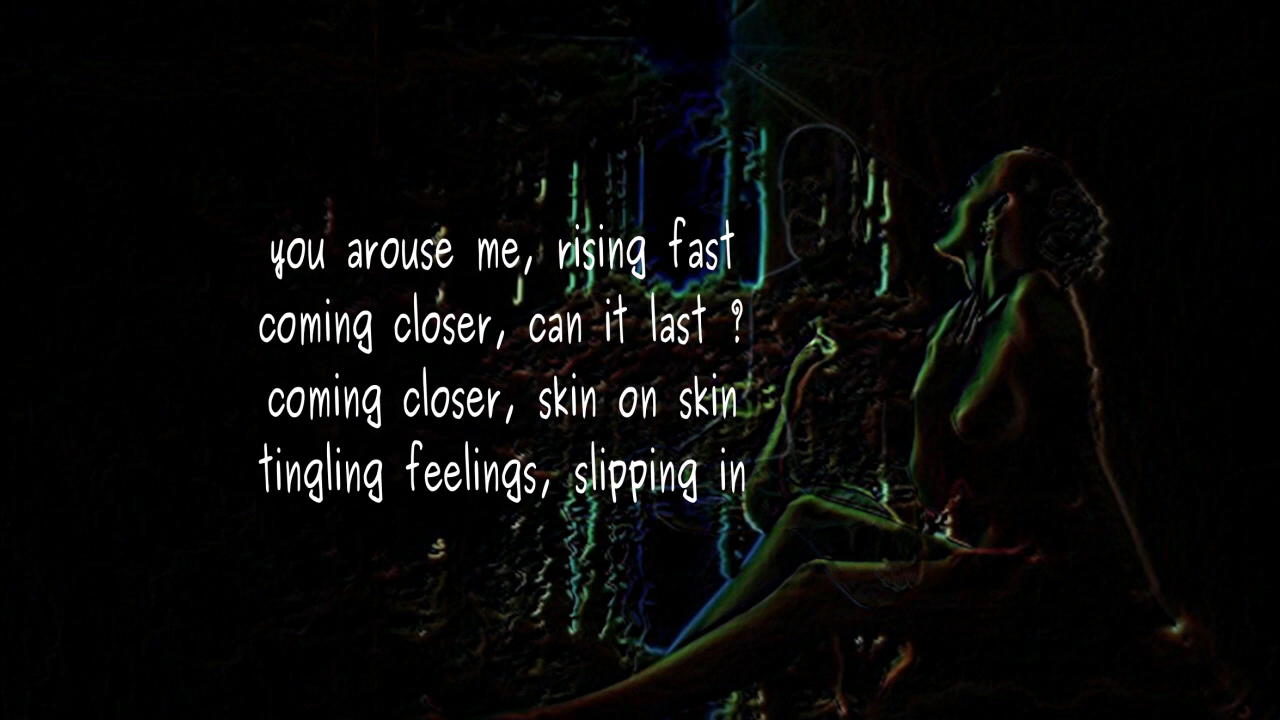 you arouse me, rising fast
coming closer, can it last ?
coming closer, skin on skin
tingling feelings, slipping in